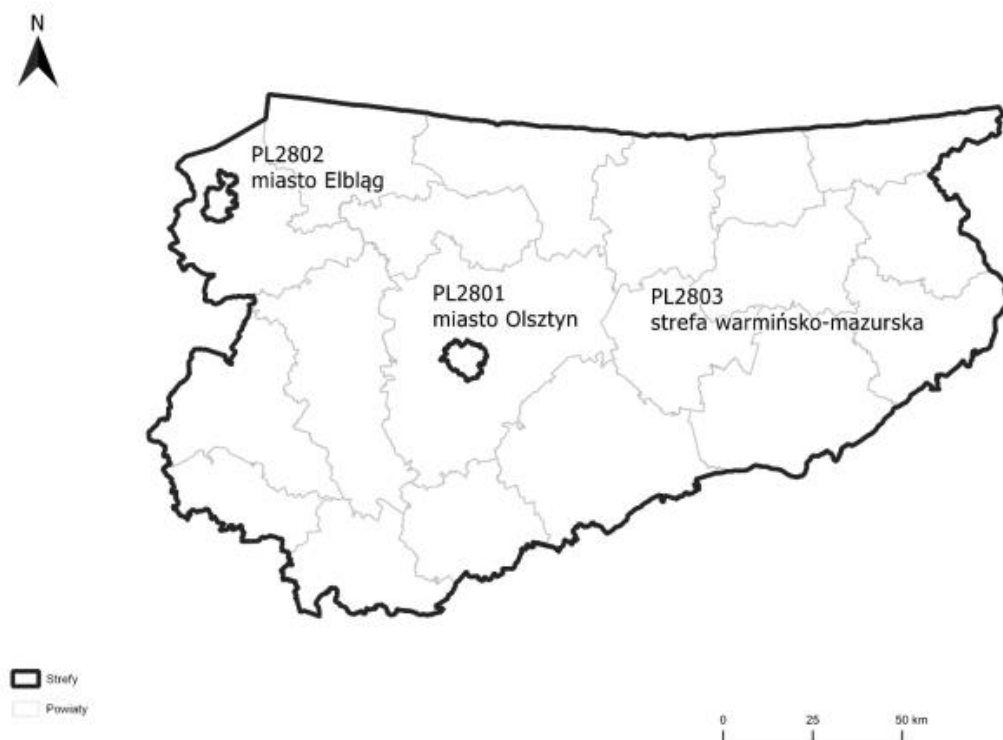 N
PL2802
miasto Elbląg
PL2801
miasto Olsztyn
PL2803
strefa warmińsko-mazurska
Strefy
Powiaty
0 25 50 km